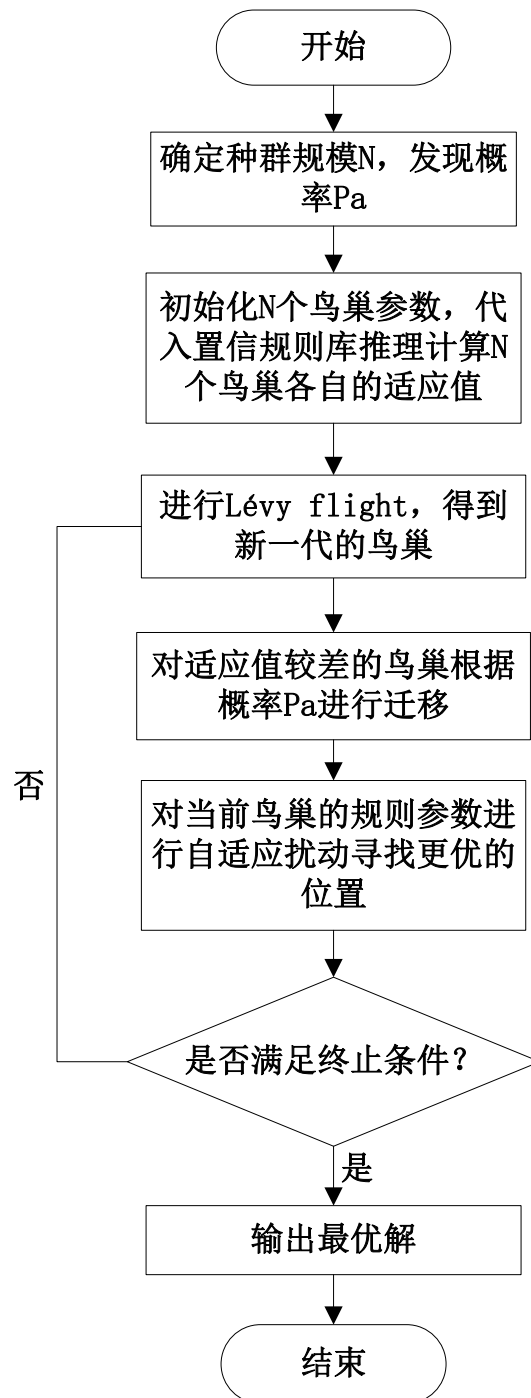 开始
确定种群规模N，发现概
率Pa
初始化N个鸟巢参数，代
入置信规则库推理计算N
个鸟巢各自的适应值
进行Lévy flight，得到
新一代的鸟巢
对适应值较差的鸟巢根据
概率Pa进行迁移
否
对当前鸟巢的规则参数进
行自适应扰动寻找更优的
位置
是否满足终止条件？
是
输出最优解
结束